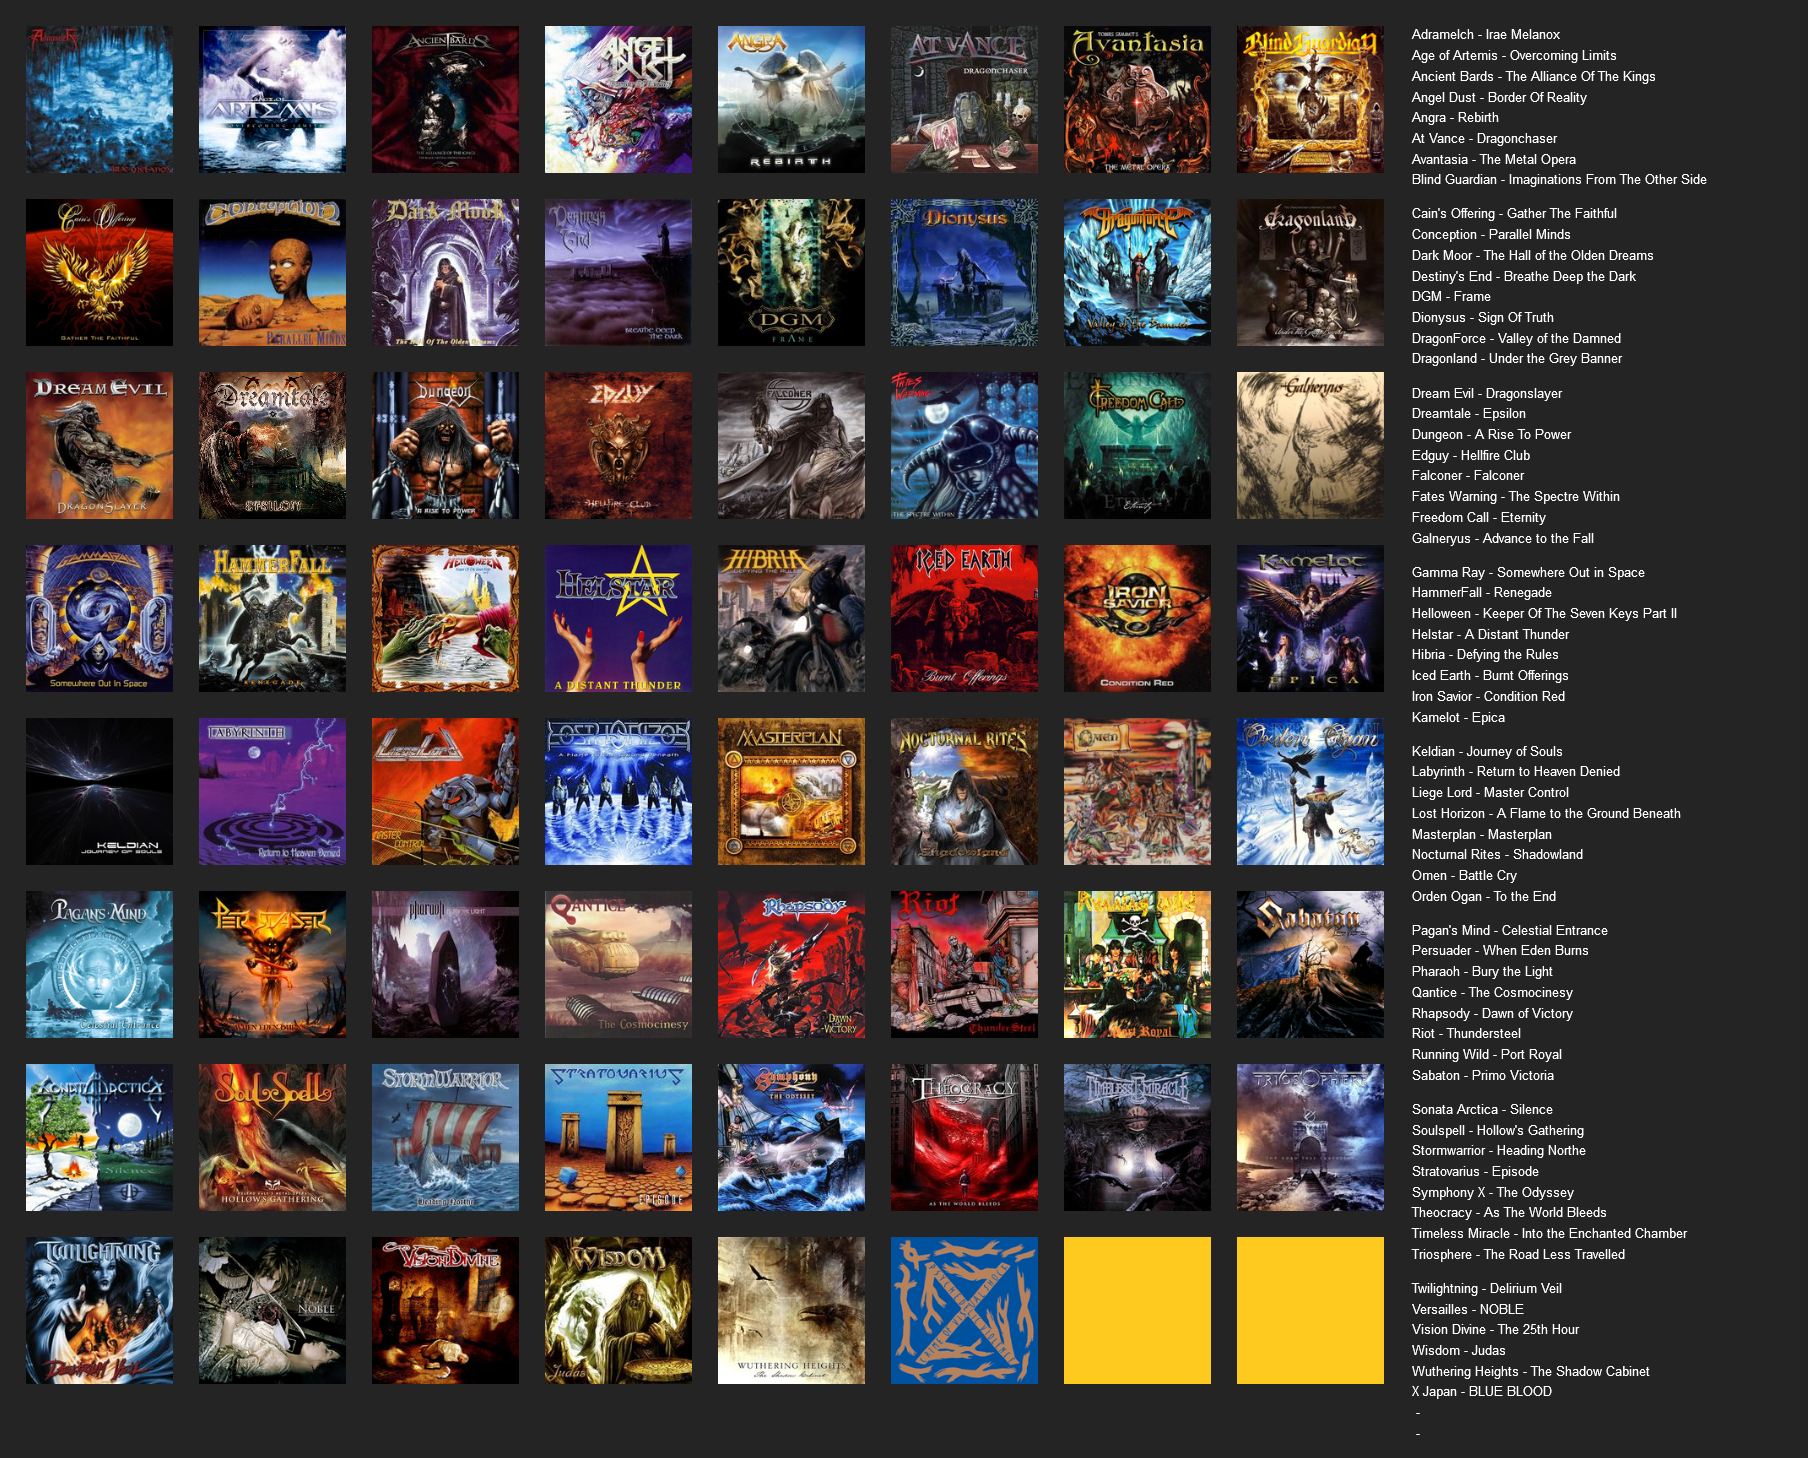 Adramelch - Irae Melanox
Age of Artemis - Overcoming Limits
Ancient Bards - The Alliance Of The Kings
Angel Dust - Border Of Reality
Angra - Rebirth
At Vance - Dragonchaser
Avantasia - The Metal Opera
Blind Guardian - Imaginations From The Other Side
Cain's Offering - Gather The Faithful
Conception - Parallel Minds
Dark Moor - The Hall of the Olden Dreams
Destiny's End - Breathe Deep the Dark
DGM - Frame
Dionysus - Sign Of Truth
DragonForce - Valley of the Damned
Dragonland - Under the Grey Banner
Dream Evil - Dragonslayer
Dreamtale - Epsilon
Dungeon - A Rise To Power
Edguy - Hellfire Club
Falconer - Falconer
Fates Warning - The Spectre Within
Freedom Call - Eternity
Galneryus - Advance to the Fall
Gamma Ray - Somewhere Out in Space
HammerFall - Renegade
Helloween - Keeper Of The Seven Keys Part II
Helstar - A Distant Thunder
Hibria - Defying the Rules
Iced Earth - Burnt Offerings
Iron Savior - Condition Red
Kamelot - Epica
Keldian - Journey of Souls
Labyrinth - Return to Heaven Denied
Liege Lord - Master Control
Lost Horizon - A Flame to the Ground Beneath
Masterplan - Masterplan
Nocturnal Rites - Shadowland
Omen - Battle Cry
Orden Ogan - To the End
Pagan's Mind - Celestial Entrance
Persuader - When Eden Burns
Pharaoh - Bury the Light
Qantice - The Cosmocinesy
Rhapsody - Dawn of Victory
Riot - Thundersteel
Running Wild - Port Royal
Sabaton - Primo Victoria
Sonata Arctica - Silence
Soulspell - Hollow's Gathering
Stormwarrior - Heading Northe
Stratovarius - Episode
Symphony X - The Odyssey
Theocracy - As The World Bleeds
Timeless Miracle - Into the Enchanted Chamber
Triosphere - The Road Less Travelled
Twilightning - Delirium Veil
Versailles - NOBLE
Vision Divine - The 25th Hour
Wisdom - Judas
Wuthering Heights - The Shadow Cabinet
X Japan - BLUE BLOOD
-
-